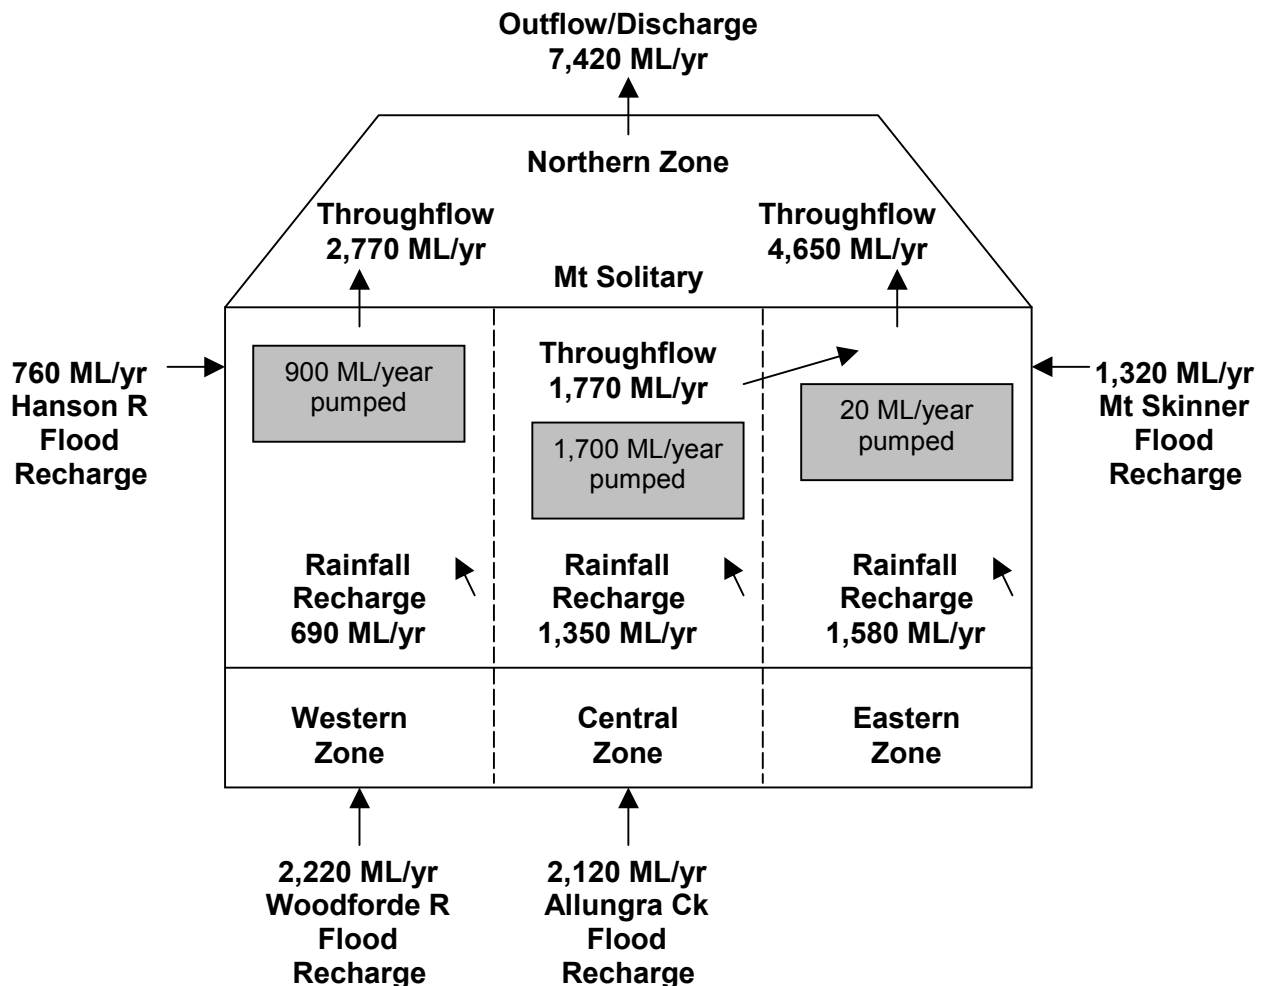 Outflow/Discharge
7,420 ML/yr
Northern Zone
Throughflow
2,770 ML/yr
Throughflow
4,650 ML/yr
Mt Solitary
760 ML/yr
Hanson R
Flood
Recharge
900 ML/year
pumped
Throughflow
1,770 ML/yr
1,700 ML/year
pumped
20 ML/year
pumped
1,320 ML/yr
Mt Skinner
Flood
Recharge
Rainfall
Recharge
690 ML/yr
Rainfall
Recharge
1,350 ML/yr
Rainfall
Recharge
1,580 ML/yr
Western
Zone
Central
Zone
Eastern
Zone
2,220 ML/yr
Woodforde R
Flood
Recharge
2,120 ML/yr
Allungra Ck
Flood
Recharge